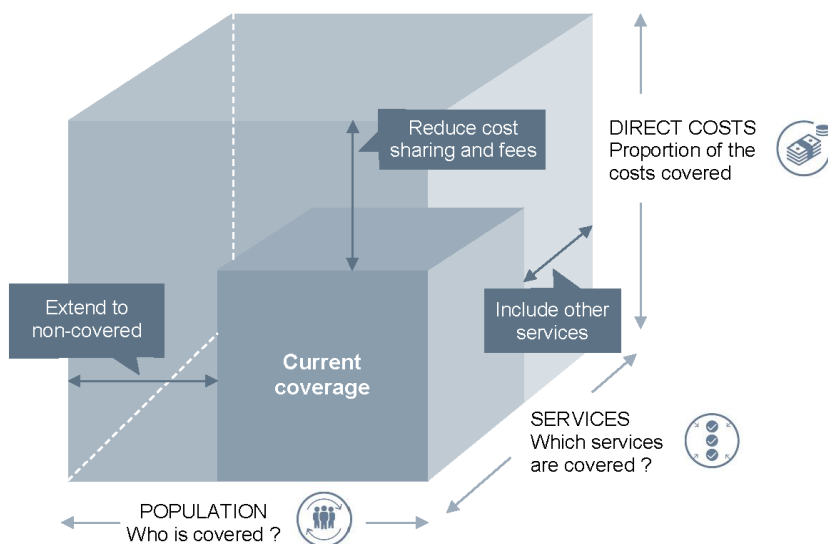 Reduce cost
sharing and fees
DIRECT COSTS
Proportion of the
costs covered
Extend to
non-covered
Include other
services
Current
coverage
SERVICES
Which services
are covered ?
POPULATION
Who is covered ?